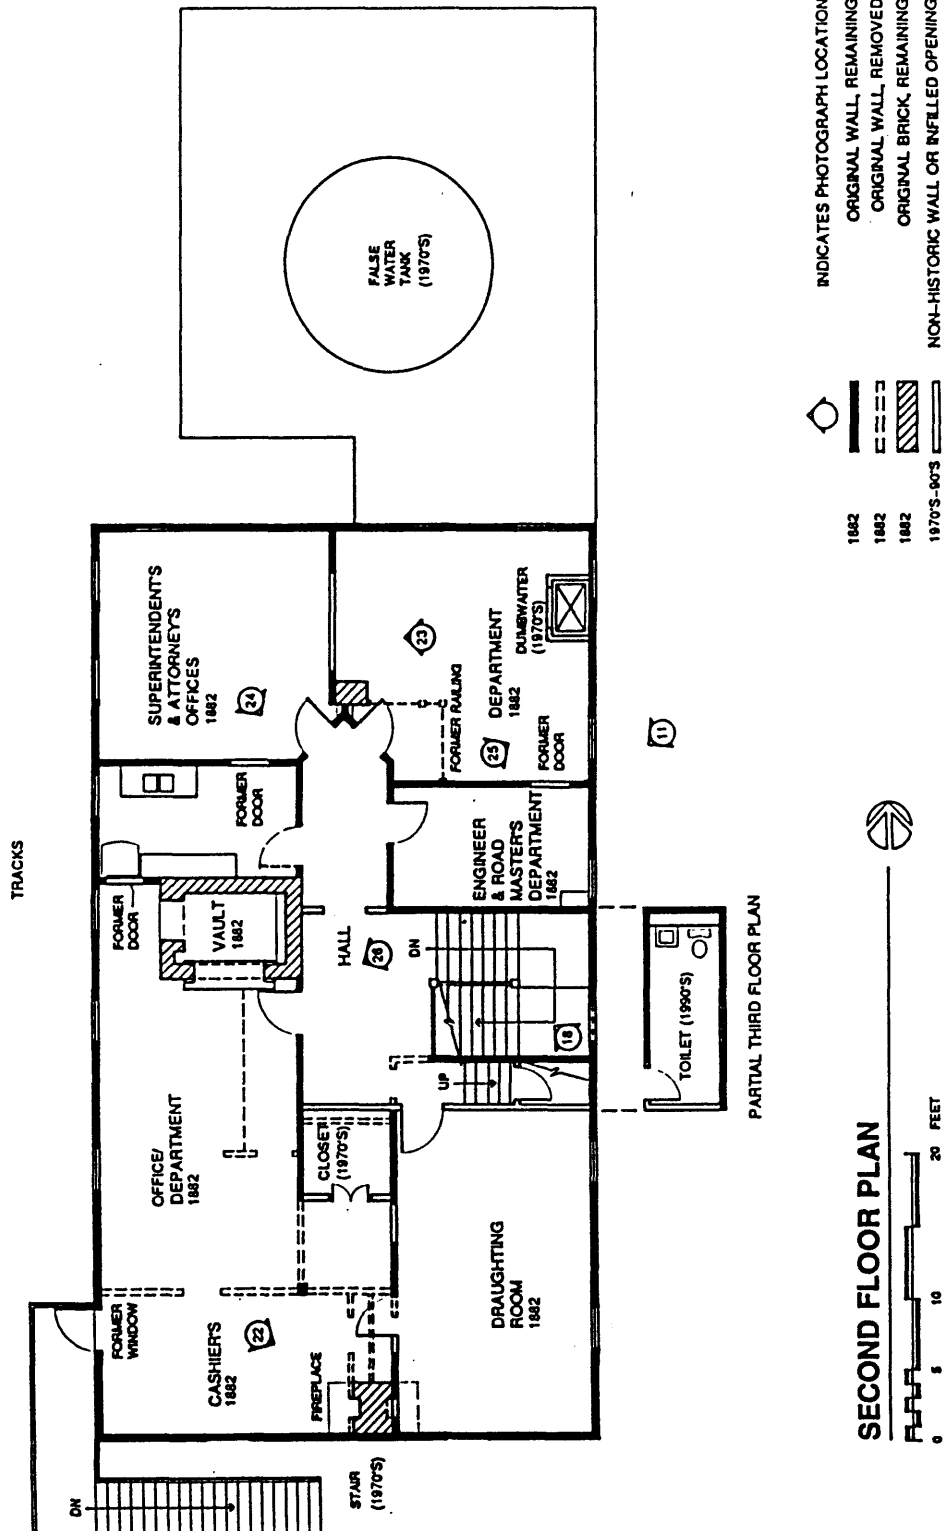 TRACKS
FALSE
WATER
TANK
(1970'S)
SUPERINTENDENT'S
& ATTORNEY'S
OFFICES
1882
24
23
DEPARTMENT
1882
DUMBWAITER
(1970'S)
FORMER RAILING
25
FORMER
DOOR
11
FORMER
DOOR
ENGINEER
& ROAD
MASTER'S
DEPARTMENT
1882
FORMER
DOOR
VAULT
1882
HALL
26
DN
18
UP
OFFICE/
DEPARTMENT
1882
CLOSET
(1970'S)
TOILET (1990'S)
PARTIAL THIRD FLOOR PLAN
FORMER
WINDOW
CASHIER'S
1882
22
FIREPLACE
DRAUGHTING
ROOM
1882
DN
STAIR
(1970'S)
SECOND FLOOR PLAN
0 5 10 20 FEET
INDICATES PHOTOGRAPH LOCATION
1882 ORIGINAL WALL, REMAINING
1882 ORIGINAL WALL, REMOVED
1882 ORIGINAL BRICK, REMAINING
1970'S-90'S NON-HISTORIC WALL OR INFILLED OPENING